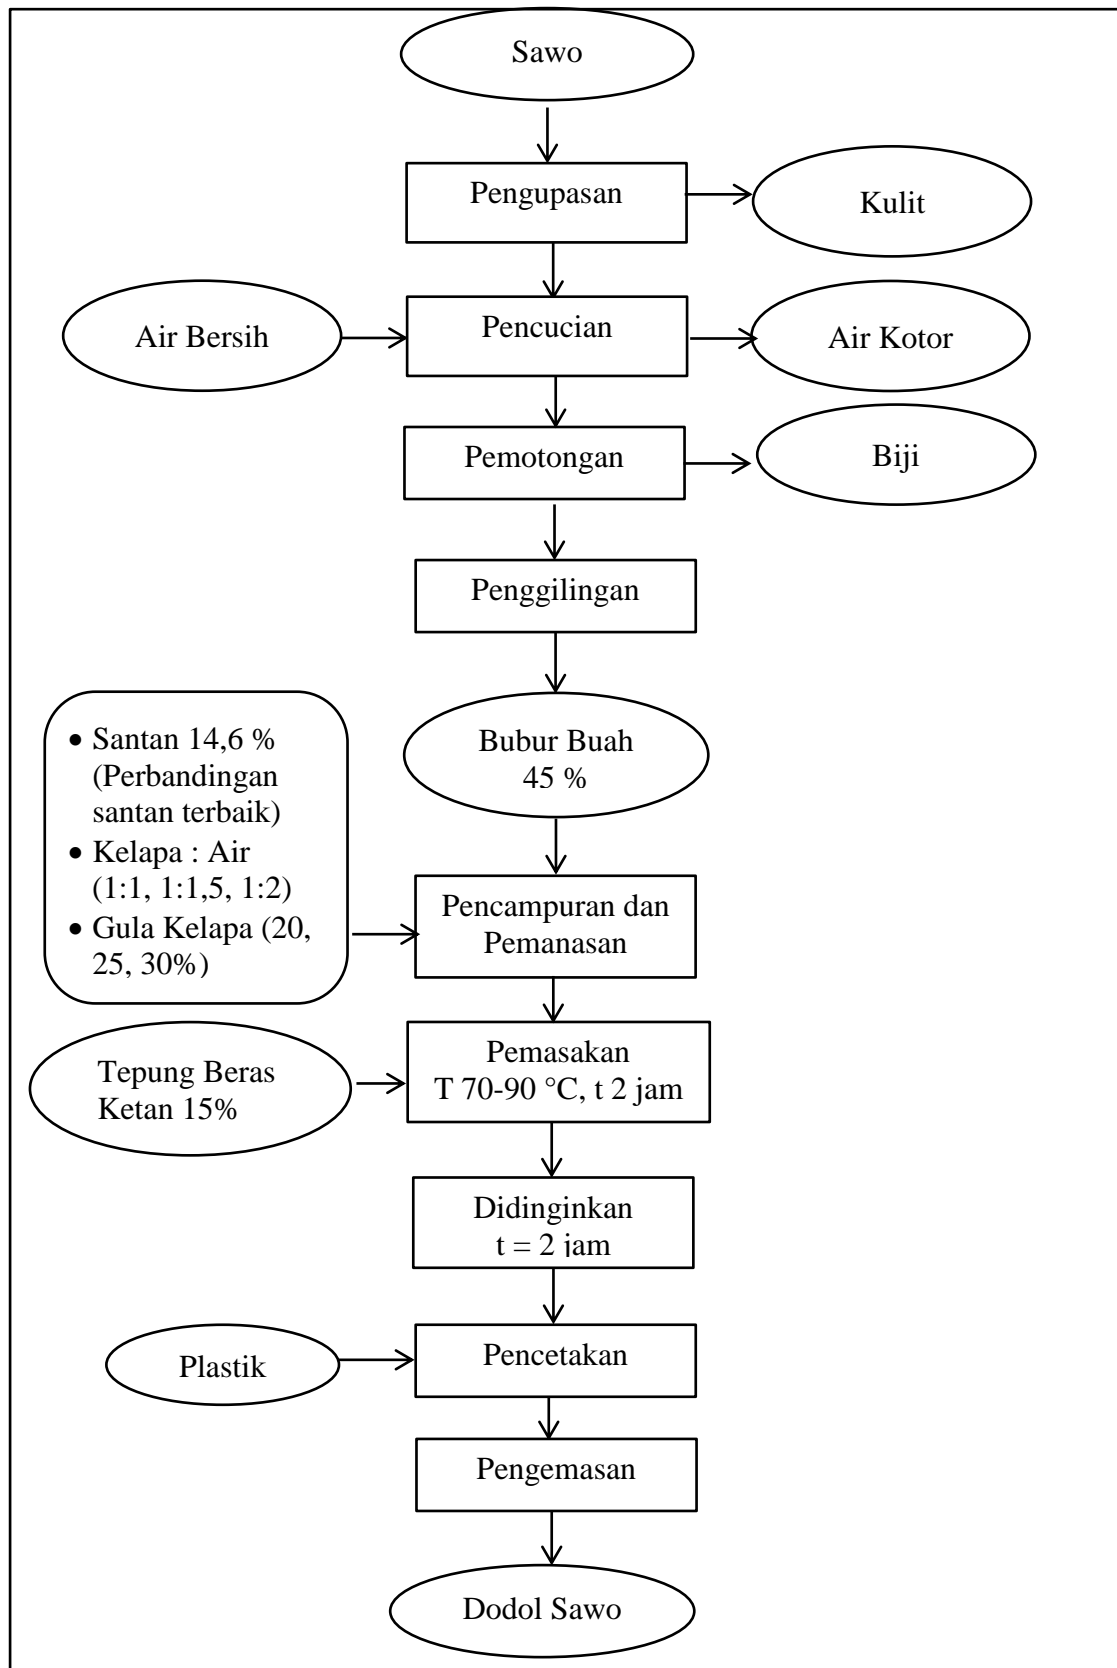 Sawo
Pengupasan
Kulit
Air Bersih
Pencucian
Air Kotor
Pemotongan
Biji
Penggilingan
Bubur Buah
45 %
• Santan 14,6 %
(Perbandingan
santan terbaik)
• Kelapa : Air
(1:1, 1:1,5, 1:2)
• Gula Kelapa (20,
25, 30%)
Pencampuran dan
Pemanasan
Tepung Beras
Ketan 15%
Pemasakan
T 70-90 °C, t 2 jam
Didinginkan
t = 2 jam
Plastik
Pencetakan
Pengemasan
Dodol Sawo